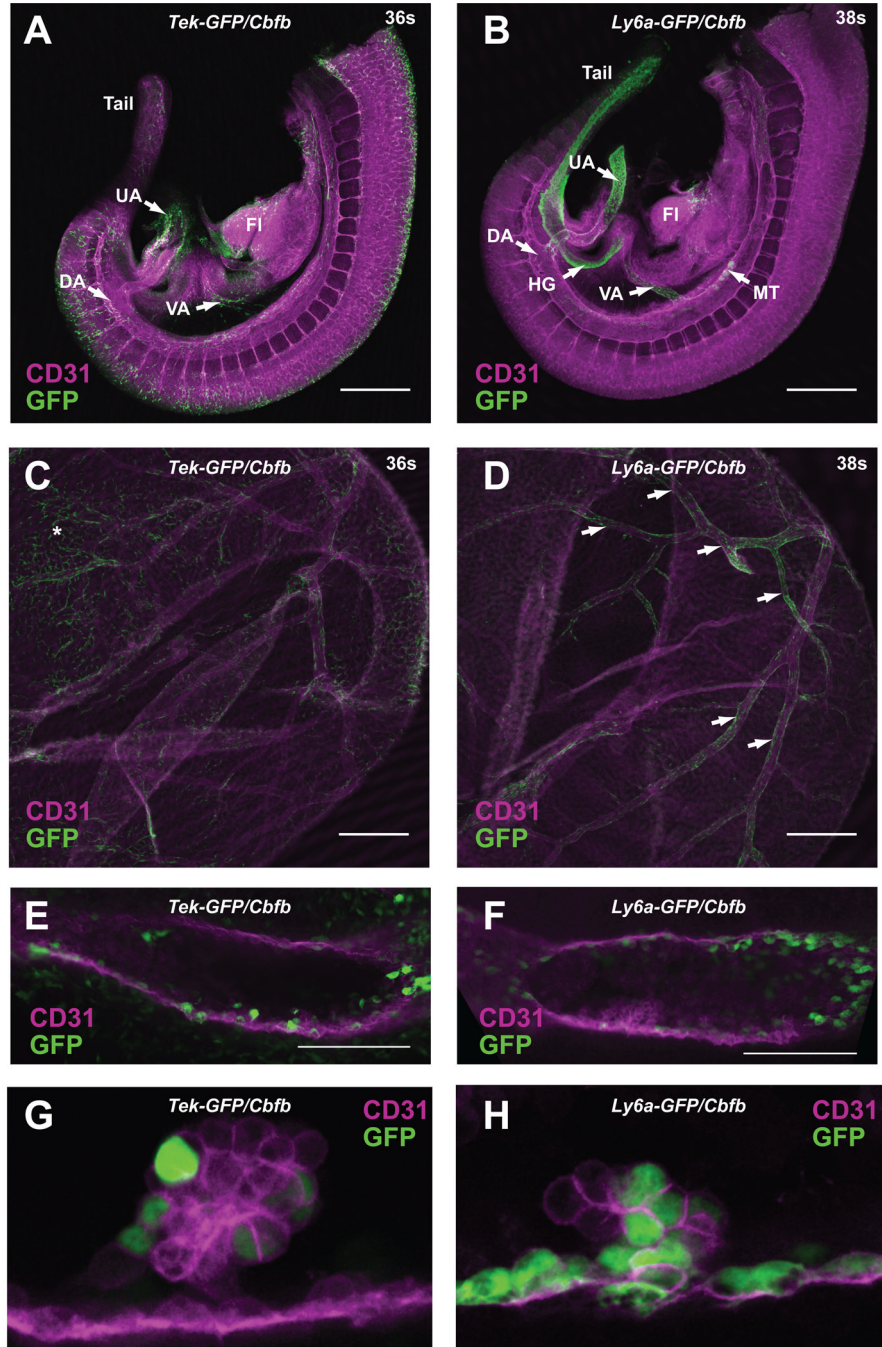 A
Tek-GFP/Cbfb
36s
Tail
UA
FI
DA
VA
CD31
GFP
B
Ly6a-GFP/Cbfb
38s
Tail
UA
FI
DA
HG
VA
MT
CD31
GFP
C
Tek-GFP/Cbfb
36s
*
CD31
GFP
D
Ly6a-GFP/Cbfb
38s
CD31
GFP
E
Tek-GFP/Cbfb
CD31
GFP
F
Ly6a-GFP/Cbfb
CD31
GFP
G
Tek-GFP/Cbfb
CD31
GFP
H
Ly6a-GFP/Cbfb
CD31
GFP